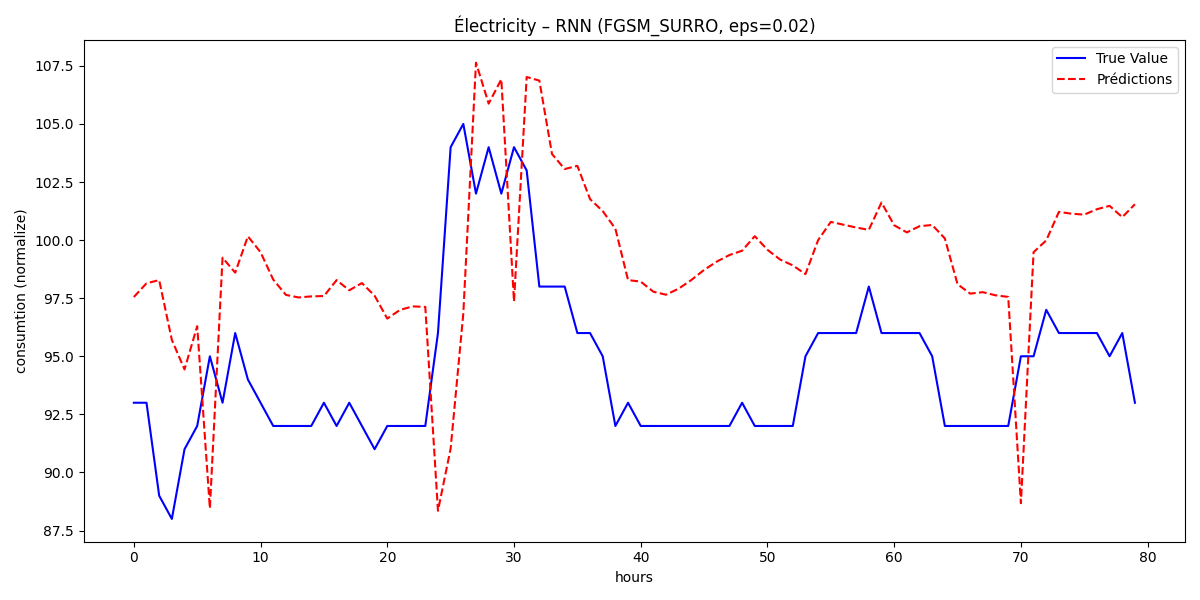 Électricity – RNN (FGSM_SURRO, eps=0.02)
True Value
Prédictions
consumtion (normalize)
107.5
105.0
102.5
100.0
97.5
95.0
92.5
90.0
87.5
0 10 20 30 40 50 60 70 80
hours